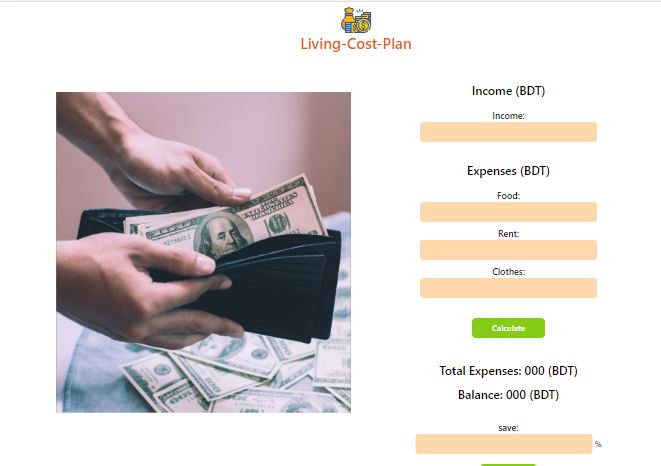 Living-Cost-Plan
Income (BDT)
Income:
Expenses (BDT)
Food:
Rent:
Clothes:
Calculate
Total Expenses: 000 (BDT)
Balance: 000 (BDT)
save:
%